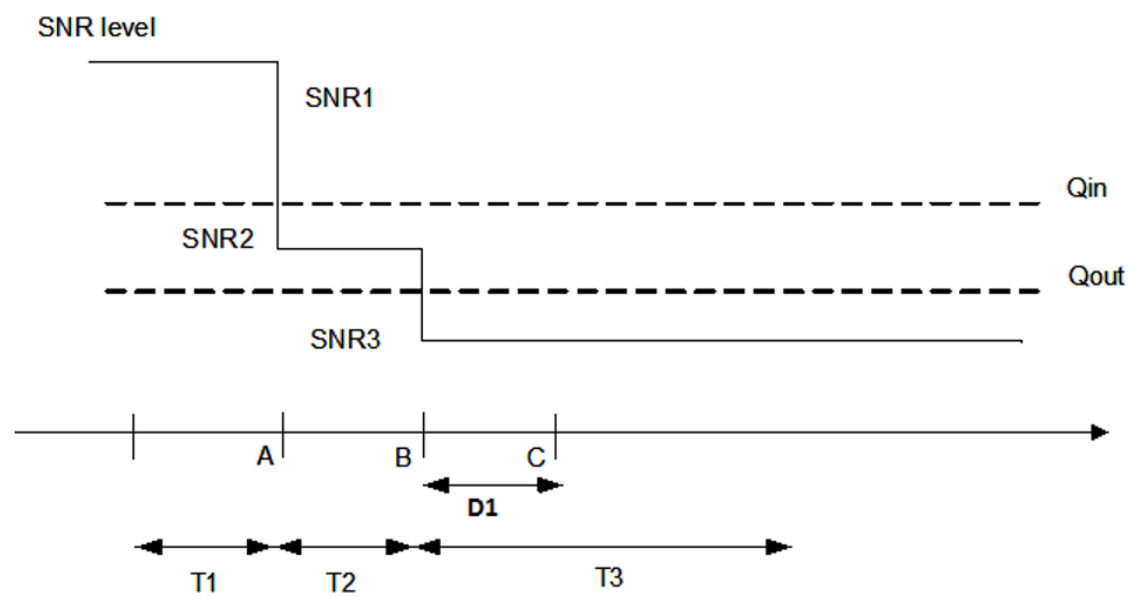 SNR level
SNR1
Qin
SNR2
Qout
SNR3
A B C
D1
T1 T2 T3